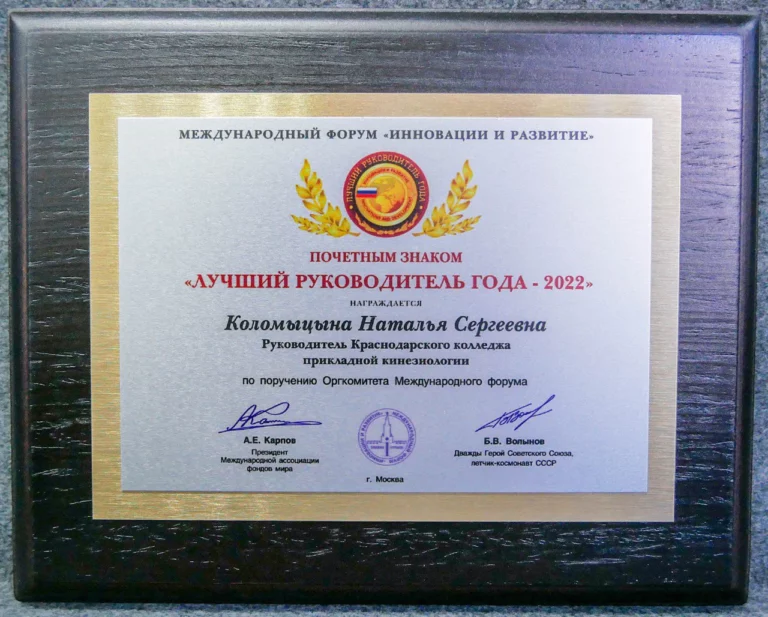 МЕЖДУНАРОДНЫЙ ФОРУМ «ИННОВАЦИИ И РАЗВИТИЕ»
ЛУЧШИЙ РУКОВОДИТЕЛЬ ГОДА
ПОЧЕТНЫМ ЗНАКОМ
«ЛУЧШИЙ РУКОВОДИТЕЛЬ ГОДА - 2022»
НАГРАЖДАЕТСЯ
Коломыцына Наталья Сергеевна
Руководитель Краснодарского колледжа
прикладной кинезиологии
по поручению Оргкомитета Международного форума
А.Е. Карпов
Президент
Международной ассоциации
фондов мира
Б.В. Волынов
Дважды Герой Советского Союза,
летчик-космонавт СССР
г. Москва